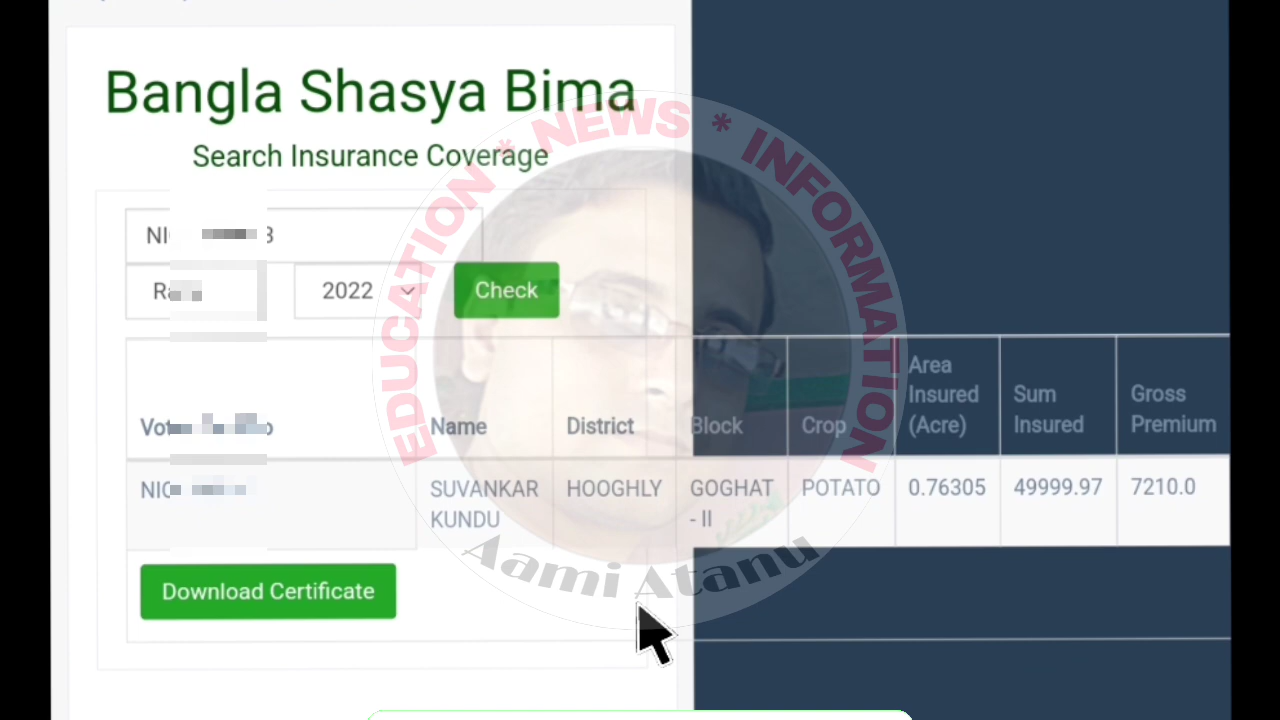 Bangla Shasya Bima
Search Insurance Coverage
2022
Check
Name
District
Block
Crop
Area
Insured
(Acre)
Sum
Insured
Gross
Premium
SUVANKAR
KUNDU
HOOGHLY
GOGHAT
- II
POTATO
0.76305
49999.97
7210.0
Download Certificate
EDUCATION * NEWS * INFORMATION
Aami Atanu